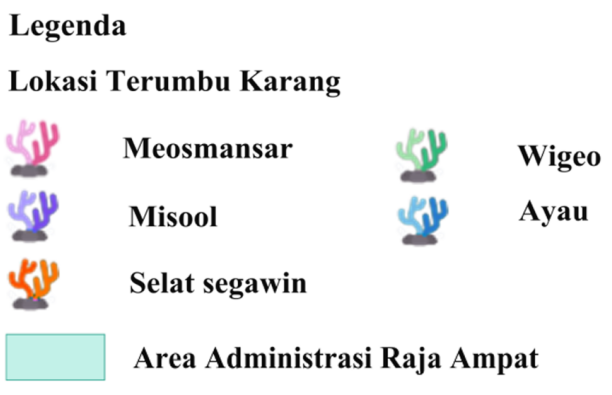 Legenda
Lokasi Terumbu Karang
Meosmansar
Wigeo
Misool
Ayau
Selat segawin
Area Administrasi Raja Ampat